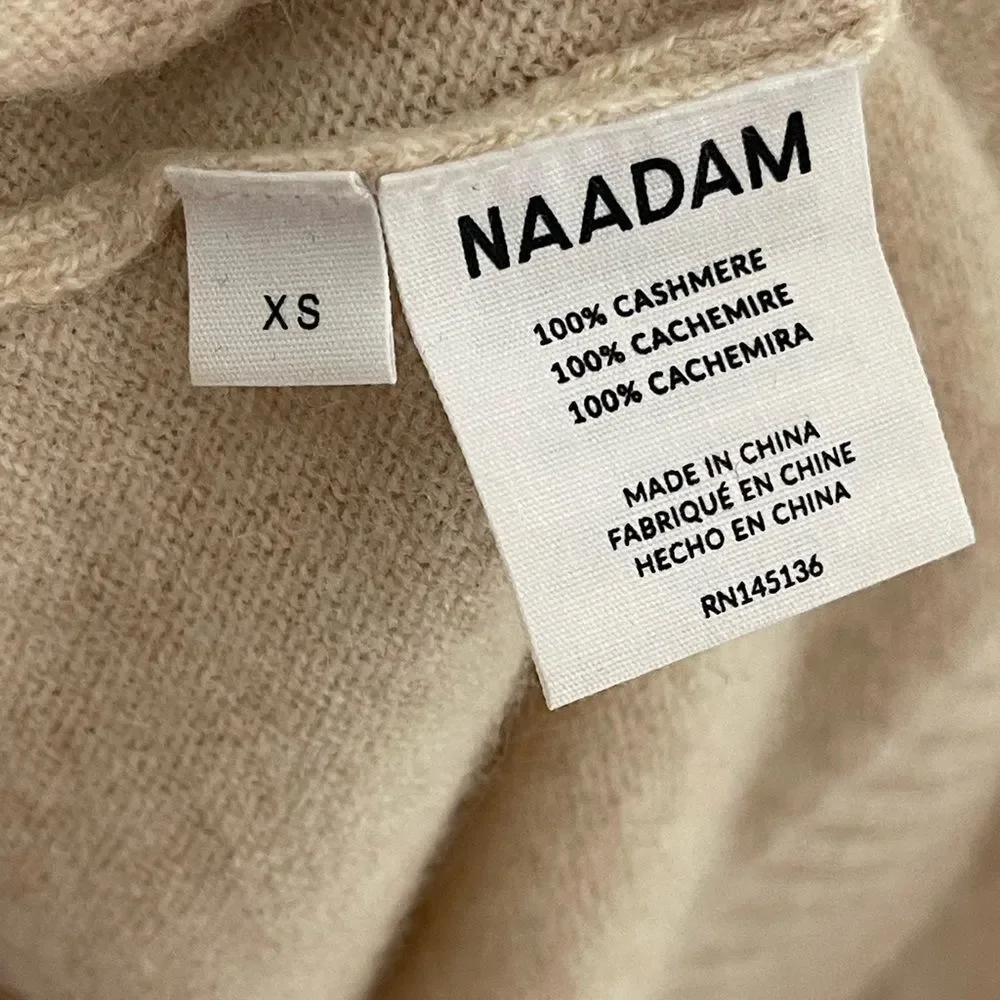 XS
NAADAM
100% CASHMERE
100% CACHEMIRE
100% CACHEMIRA
MADE IN CHINA
FABRIQUÉ EN CHINE
HECHO EN CHINA
RN145136